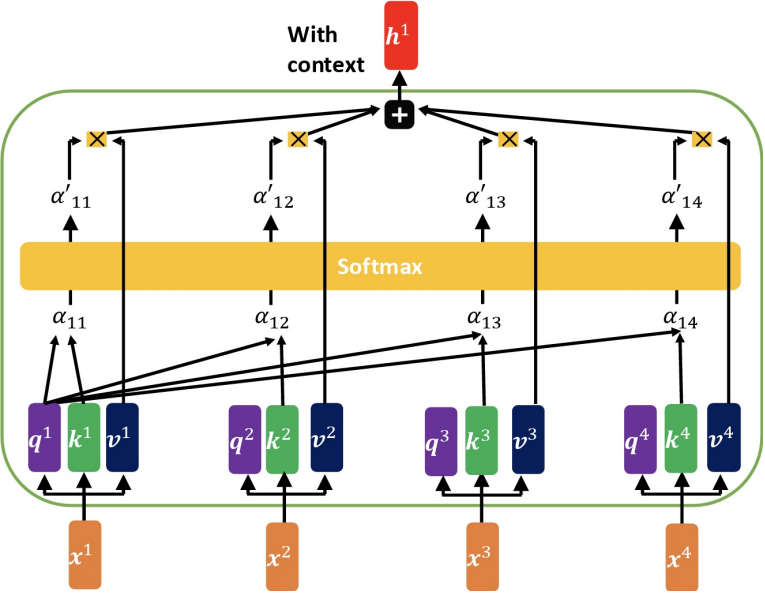 With h¹
context
+
× × × ×
α′₁₁ α′₁₂ α′₁₃ α′₁₄
Softmax
α₁₁ α₁₂ α₁₃ α₁₄
q¹ k¹ v¹ q² k² v² q³ k³ v³ q⁴ k⁴ v⁴
x¹ x² x³ x⁴